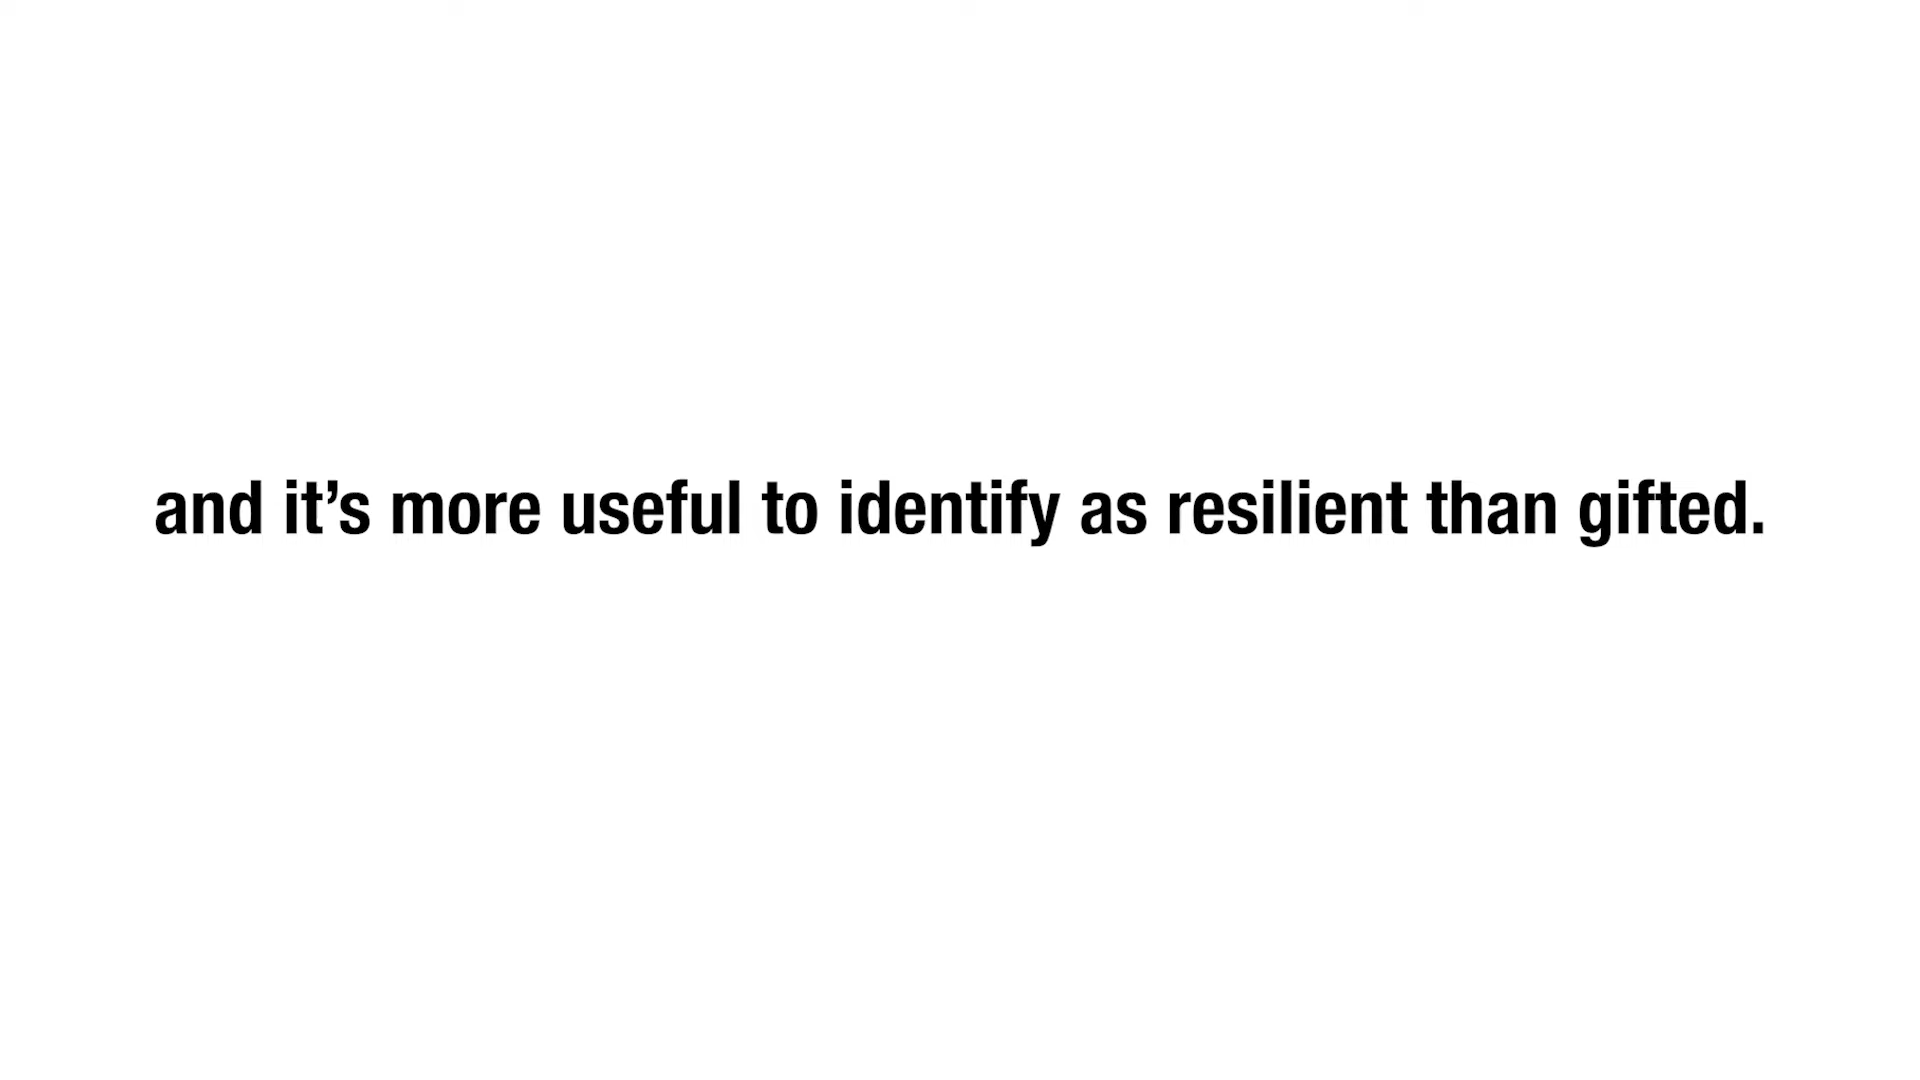 and it’s more useful to identify as resilient than gifted.